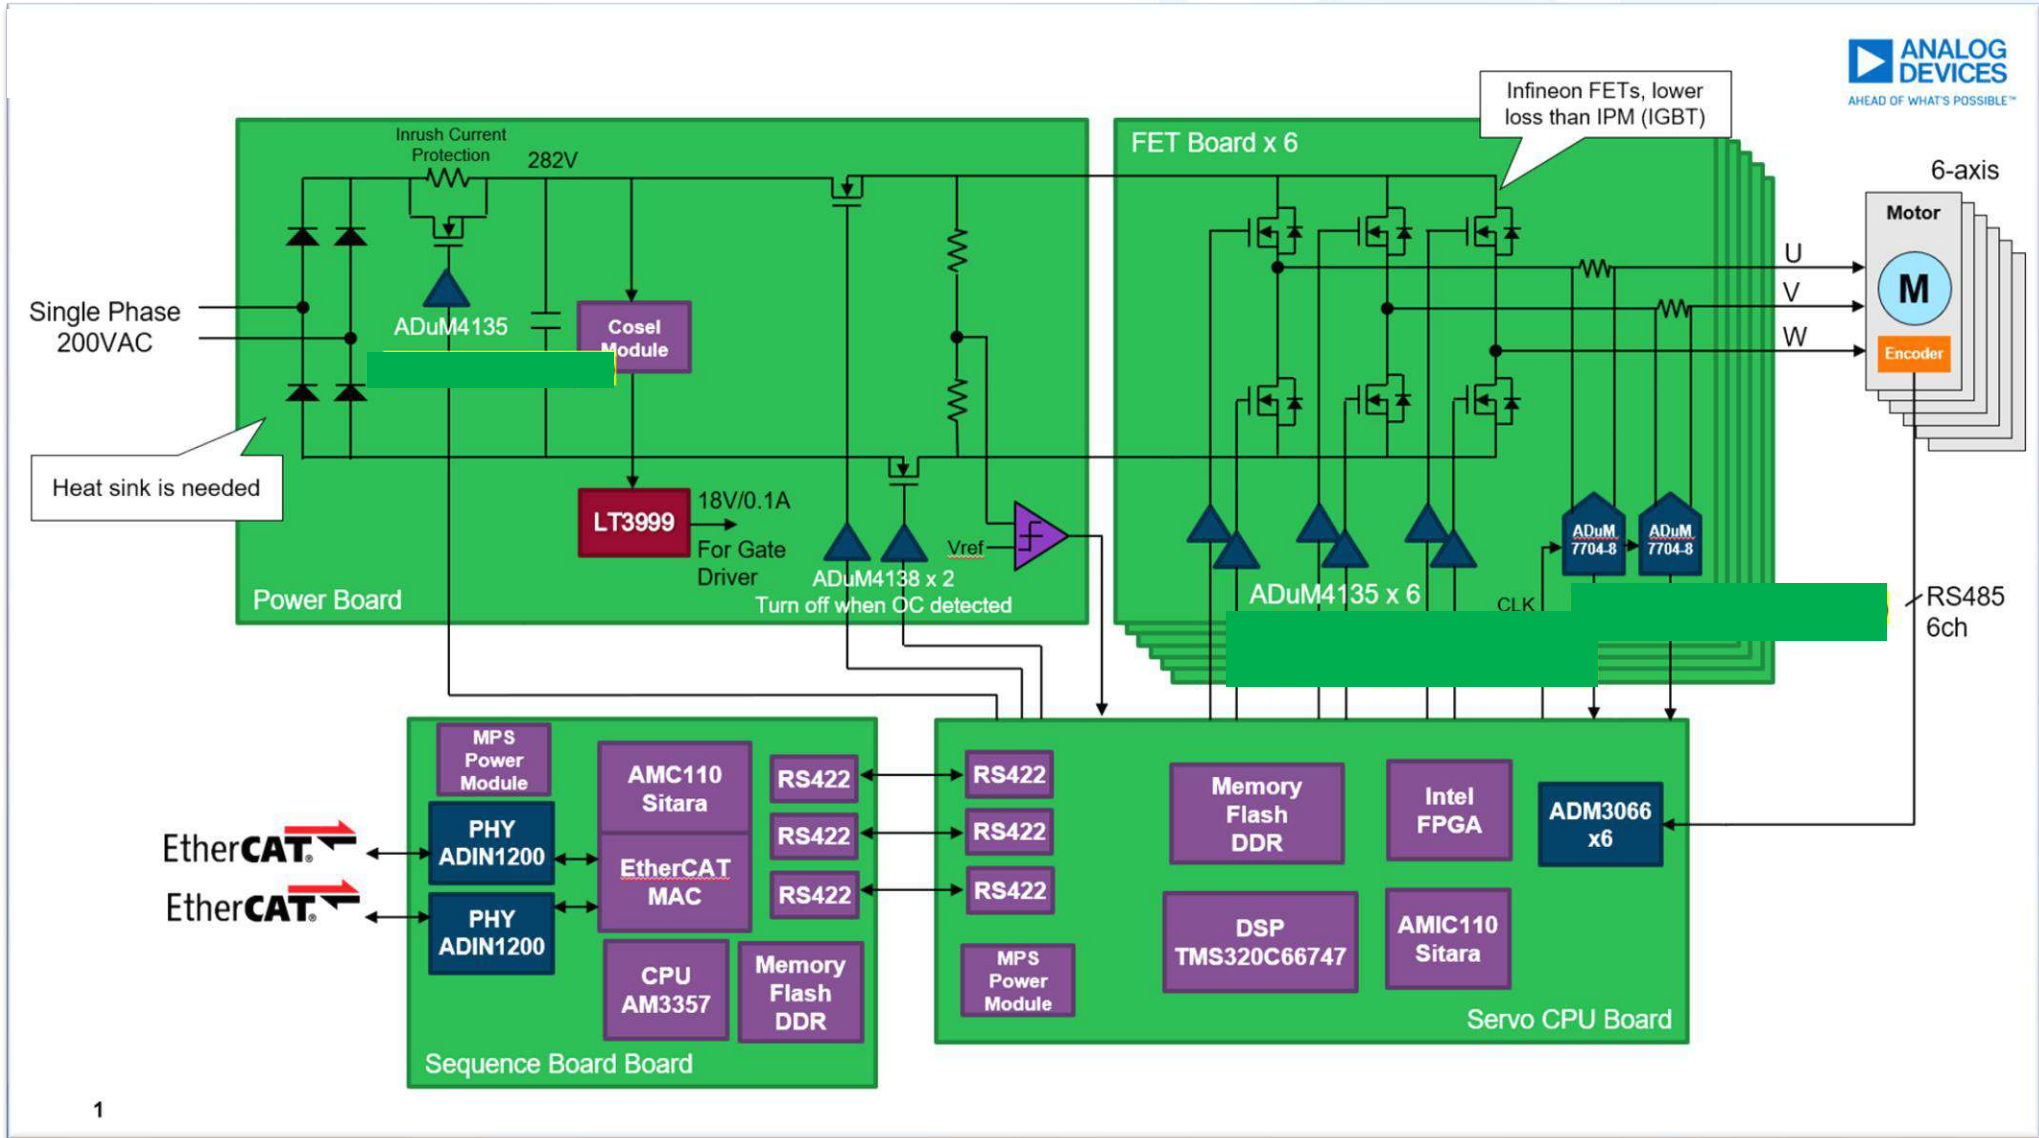 ANALOG
DEVICES
AHEAD OF WHAT'S POSSIBLE™
Infineon FETs, lower
loss than IPM (IGBT)
Inrush Current
Protection
282V
FET Board x 6
6-axis
Motor
M
Encoder
U
V
W
Single Phase
200VAC
ADuM4135
Cosel
Module
Heat sink is needed
LT3999
18V/0.1A
For Gate
Driver
Vref
ADuM4138 x 2
Turn off when OC detected
Power Board
ADuM
7704-8
ADuM
7704-8
ADuM4135 x 6
CLK
RS485
6ch
MPS
Power
Module
AMC110
Sitara
RS422
RS422
RS422
PHY
ADIN1200
EtherCAT
MAC
PHY
ADIN1200
EtherCAT®
EtherCAT®
CPU
AM3357
Memory
Flash
DDR
Sequence Board Board
RS422
RS422
RS422
MPS
Power
Module
Memory
Flash
DDR
Intel
FPGA
ADM3066
x6
DSP
TMS320C66747
AMIC110
Sitara
Servo CPU Board
1